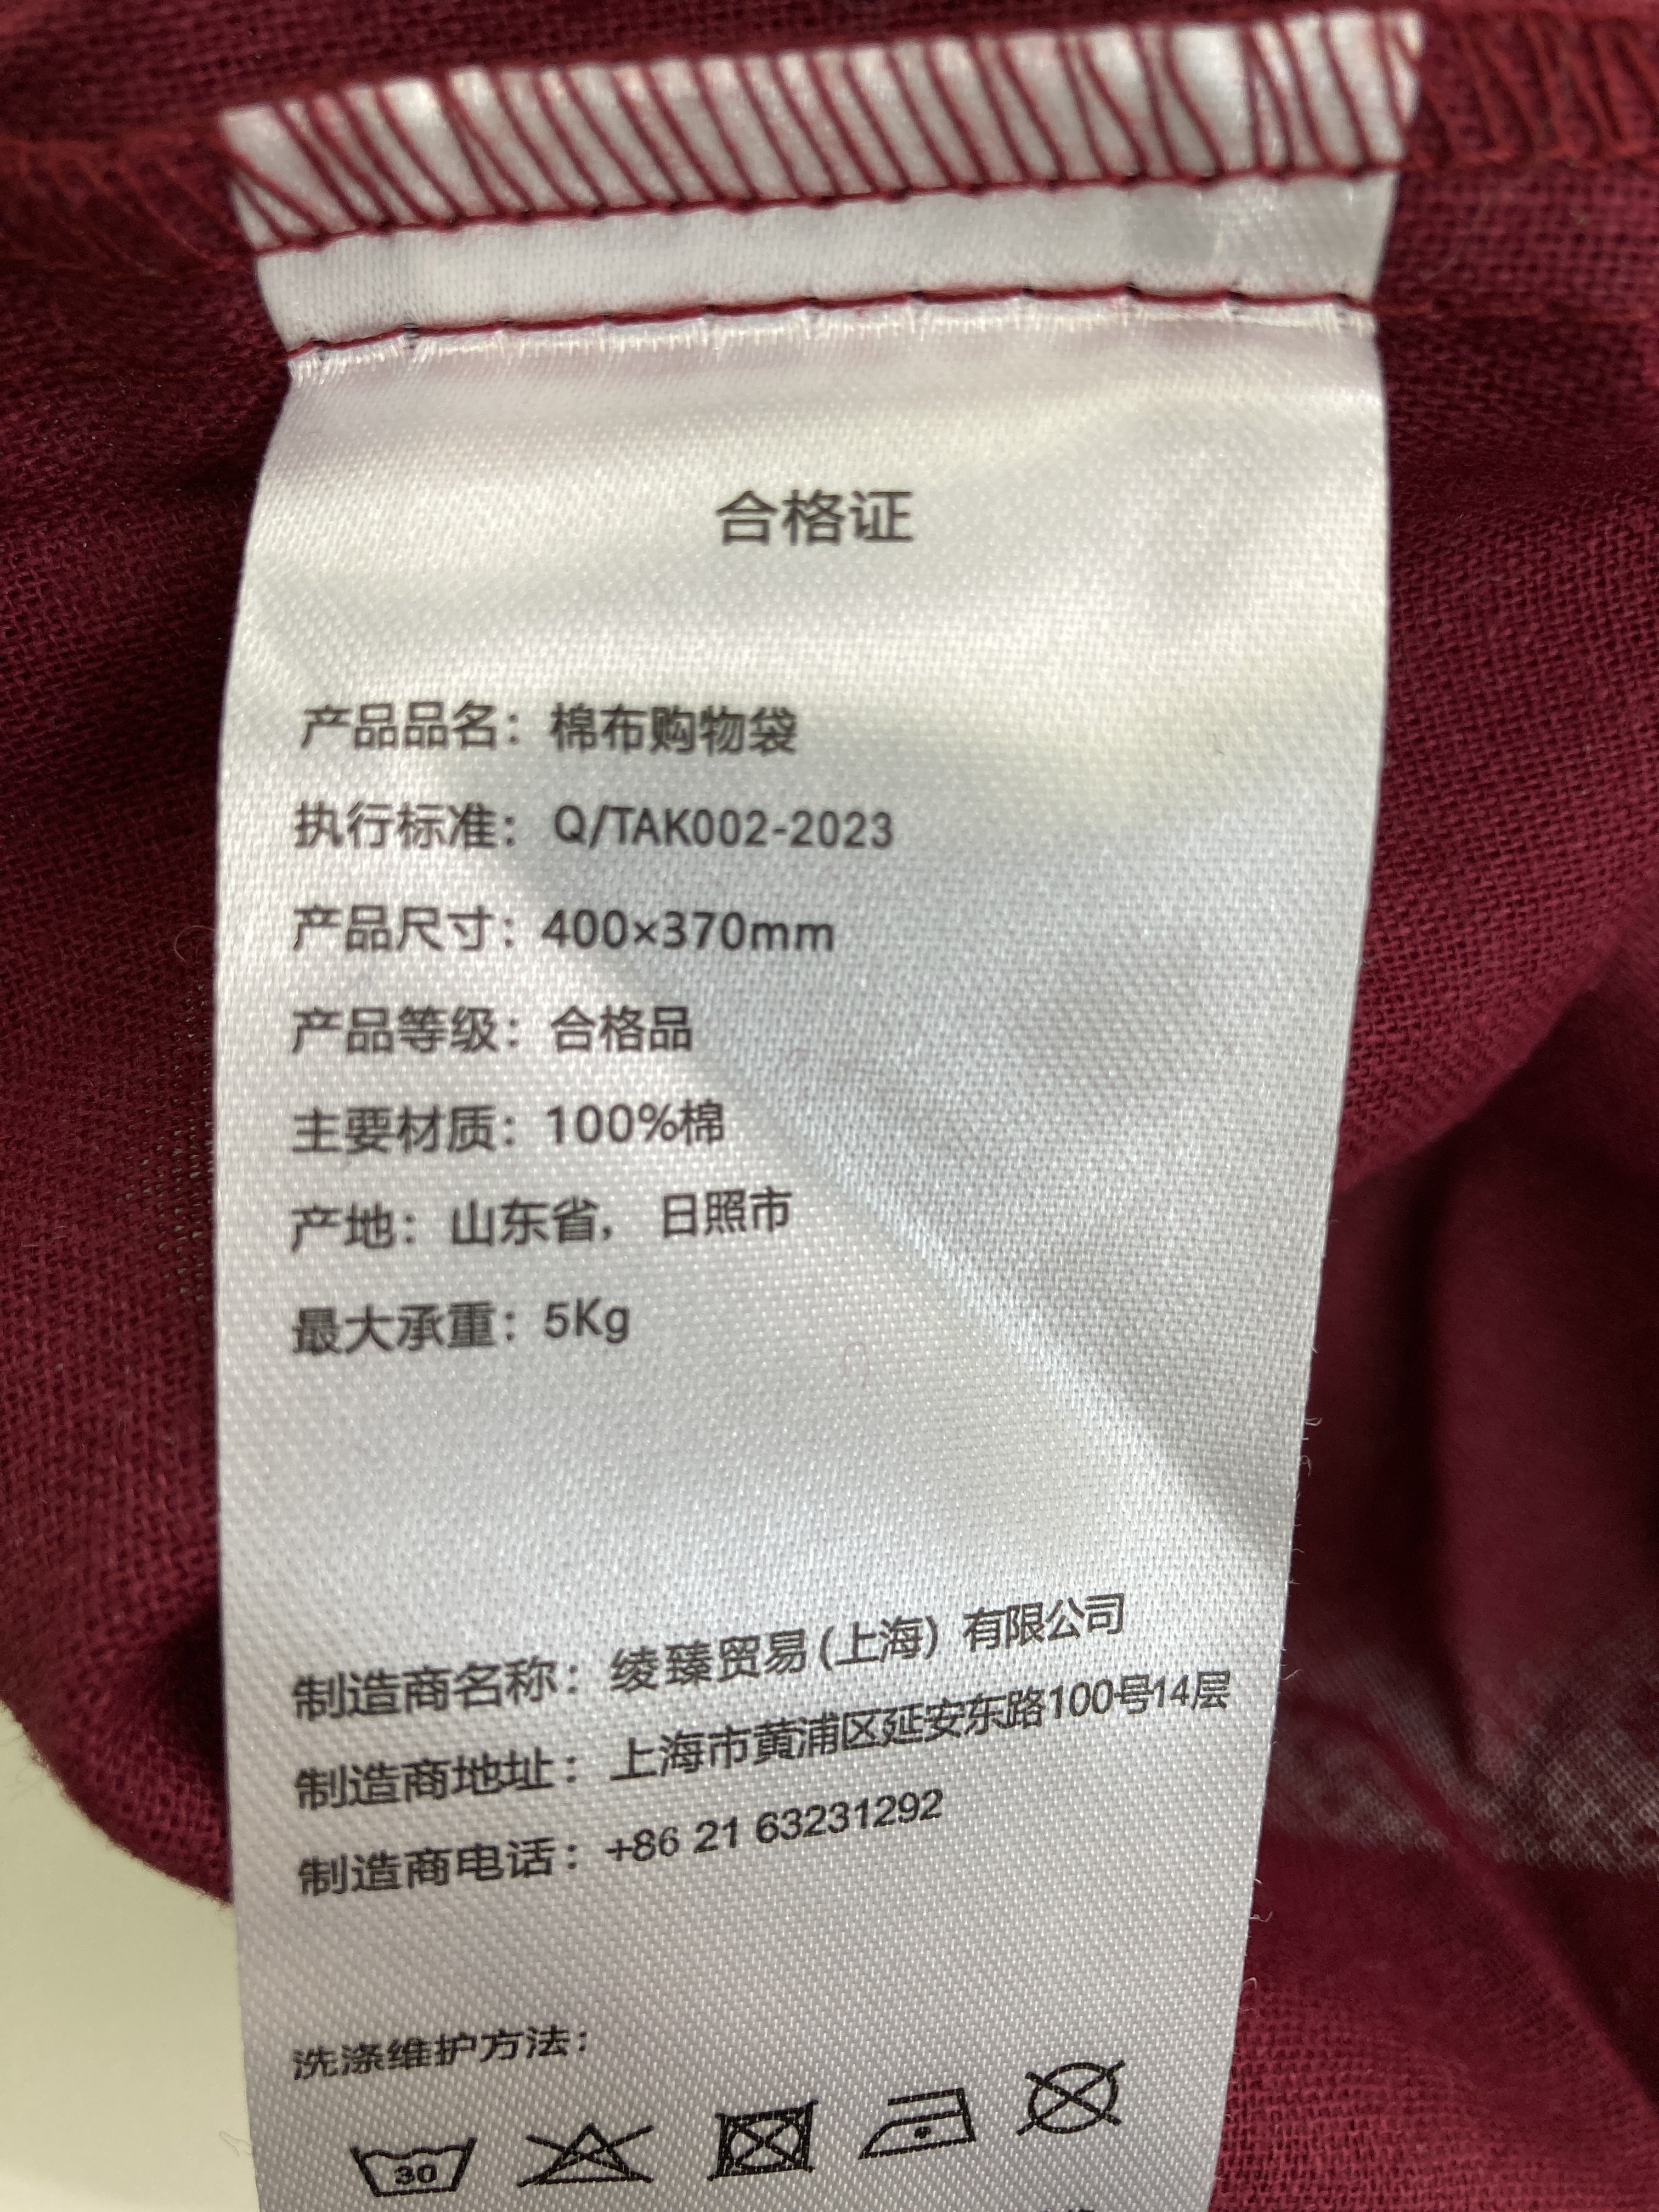 合格证
产品品名：棉布购物袋
执行标准：Q/TAK002-2023
产品尺寸：400×370mm
产品等级：合格品
主要材质：100%棉
产地：山东省，日照市
最大承重：5Kg
制造商名称：绫臻贸易(上海）有限公司
制造商地址：上海市黄浦区延安东路100号14层
制造商电话：+86 21 63231292
洗涤维护方法：
30